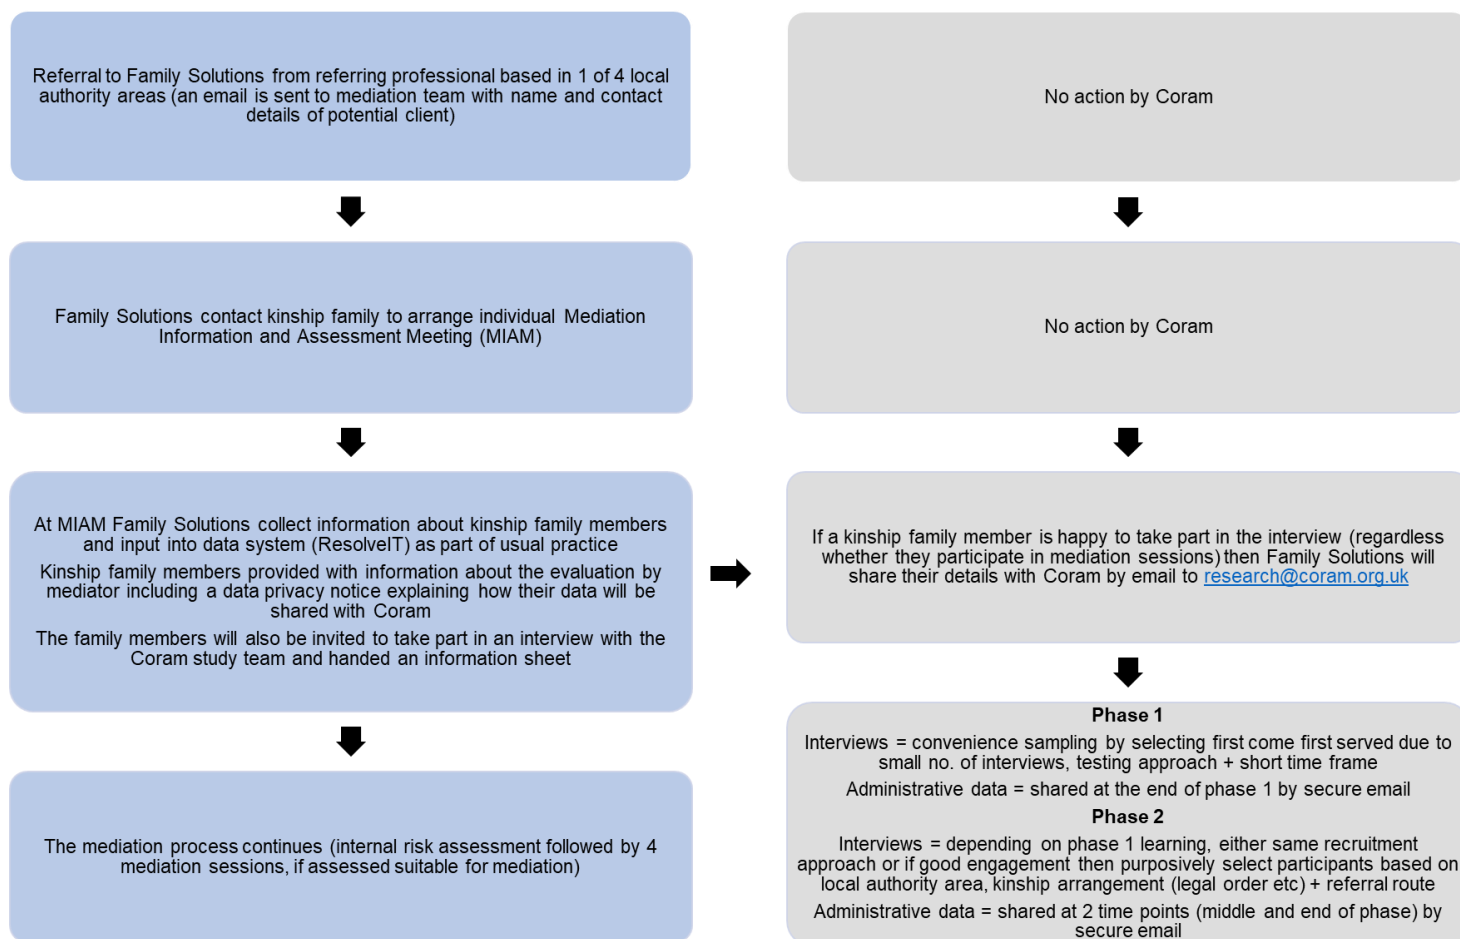 Referral to Family Solutions from referring professional based in 1 of 4 local
authority areas (an email is sent to mediation team with name and contact
details of potential client)
No action by Coram
Family Solutions contact kinship family to arrange individual Mediation
Information and Assessment Meeting (MIAM)
No action by Coram
At MIAM Family Solutions collect information about kinship family members
and input into data system (ResolveIT) as part of usual practice
Kinship family members provided with information about the evaluation by
mediator including a data privacy notice explaining how their data will be
shared with Coram
The family members will also be invited to take part in an interview with the
Coram study team and handed an information sheet
If a kinship family member is happy to take part in the interview (regardless
whether they participate in mediation sessions) then Family Solutions will
share their details with Coram by email to research@coram.org.uk
The mediation process continues (internal risk assessment followed by 4
mediation sessions, if assessed suitable for mediation)
Phase 1
Interviews = convenience sampling by selecting first come first served due to
small no. of interviews, testing approach + short time frame
Administrative data = shared at the end of phase 1 by secure email
Phase 2
Interviews = depending on phase 1 learning, either same recruitment
approach or if good engagement then purposively select participants based on
local authority area, kinship arrangement (legal order etc) + referral route
Administrative data = shared at 2 time points (middle and end of phase) by
secure email